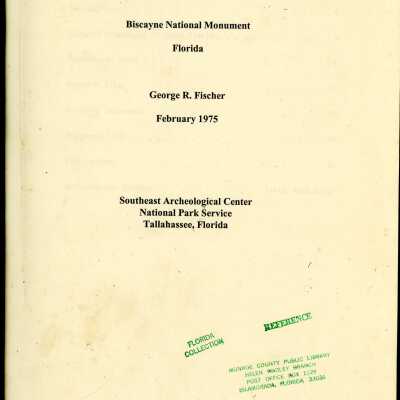 Biscayne National Monument
Florida
George R. Fischer
February 1975
Southeast Archeological Center
National Park Service
Tallahassee, Florida
REFERENCE
FLORIDA
COLLECTION
MONROE COUNTY PUBLIC LIBRARY
HELEN WADLEY BRANCH
POST OFFICE BOX 1129
ISLAMORADA, FLORIDA 33036